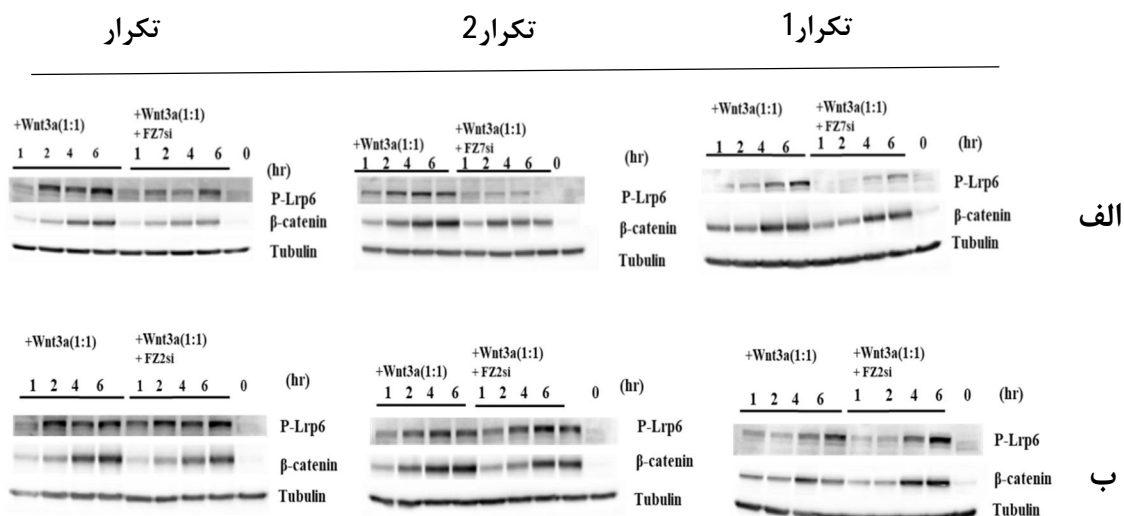 تکرار1
تکرار2
تکرار
الف
+Wnt3a(1:1)
+Wnt3a(1:1)
+ FZ7si
1 2 4 6 1 2 4 6 0
(hr)
P-Lrp6
β-catenin
Tubulin
+Wnt3a(1:1)
+Wnt3a(1:1)
+ FZ7si
1 2 4 6 1 2 4 6 0
(hr)
P-Lrp6
β-catenin
Tubulin
+Wnt3a(1:1)
+Wnt3a(1:1)
+ FZ7si
1 2 4 6 1 2 4 6 0
(hr)
P-Lrp6
β-catenin
Tubulin
ب
+Wnt3a(1:1)
+Wnt3a(1:1)
+ FZ2si
1 2 4 6 1 2 4 6 0
(hr)
P-Lrp6
β-catenin
Tubulin
+Wnt3a(1:1)
+Wnt3a(1:1)
+ FZ2si
1 2 4 6 1 2 4 6 0
(hr)
P-Lrp6
β-catenin
Tubulin
+Wnt3a(1:1)
+Wnt3a(1:1)
+ FZ2si
1 2 4 6 1 2 4 6 0
(hr)
P-Lrp6
β-catenin
Tubulin